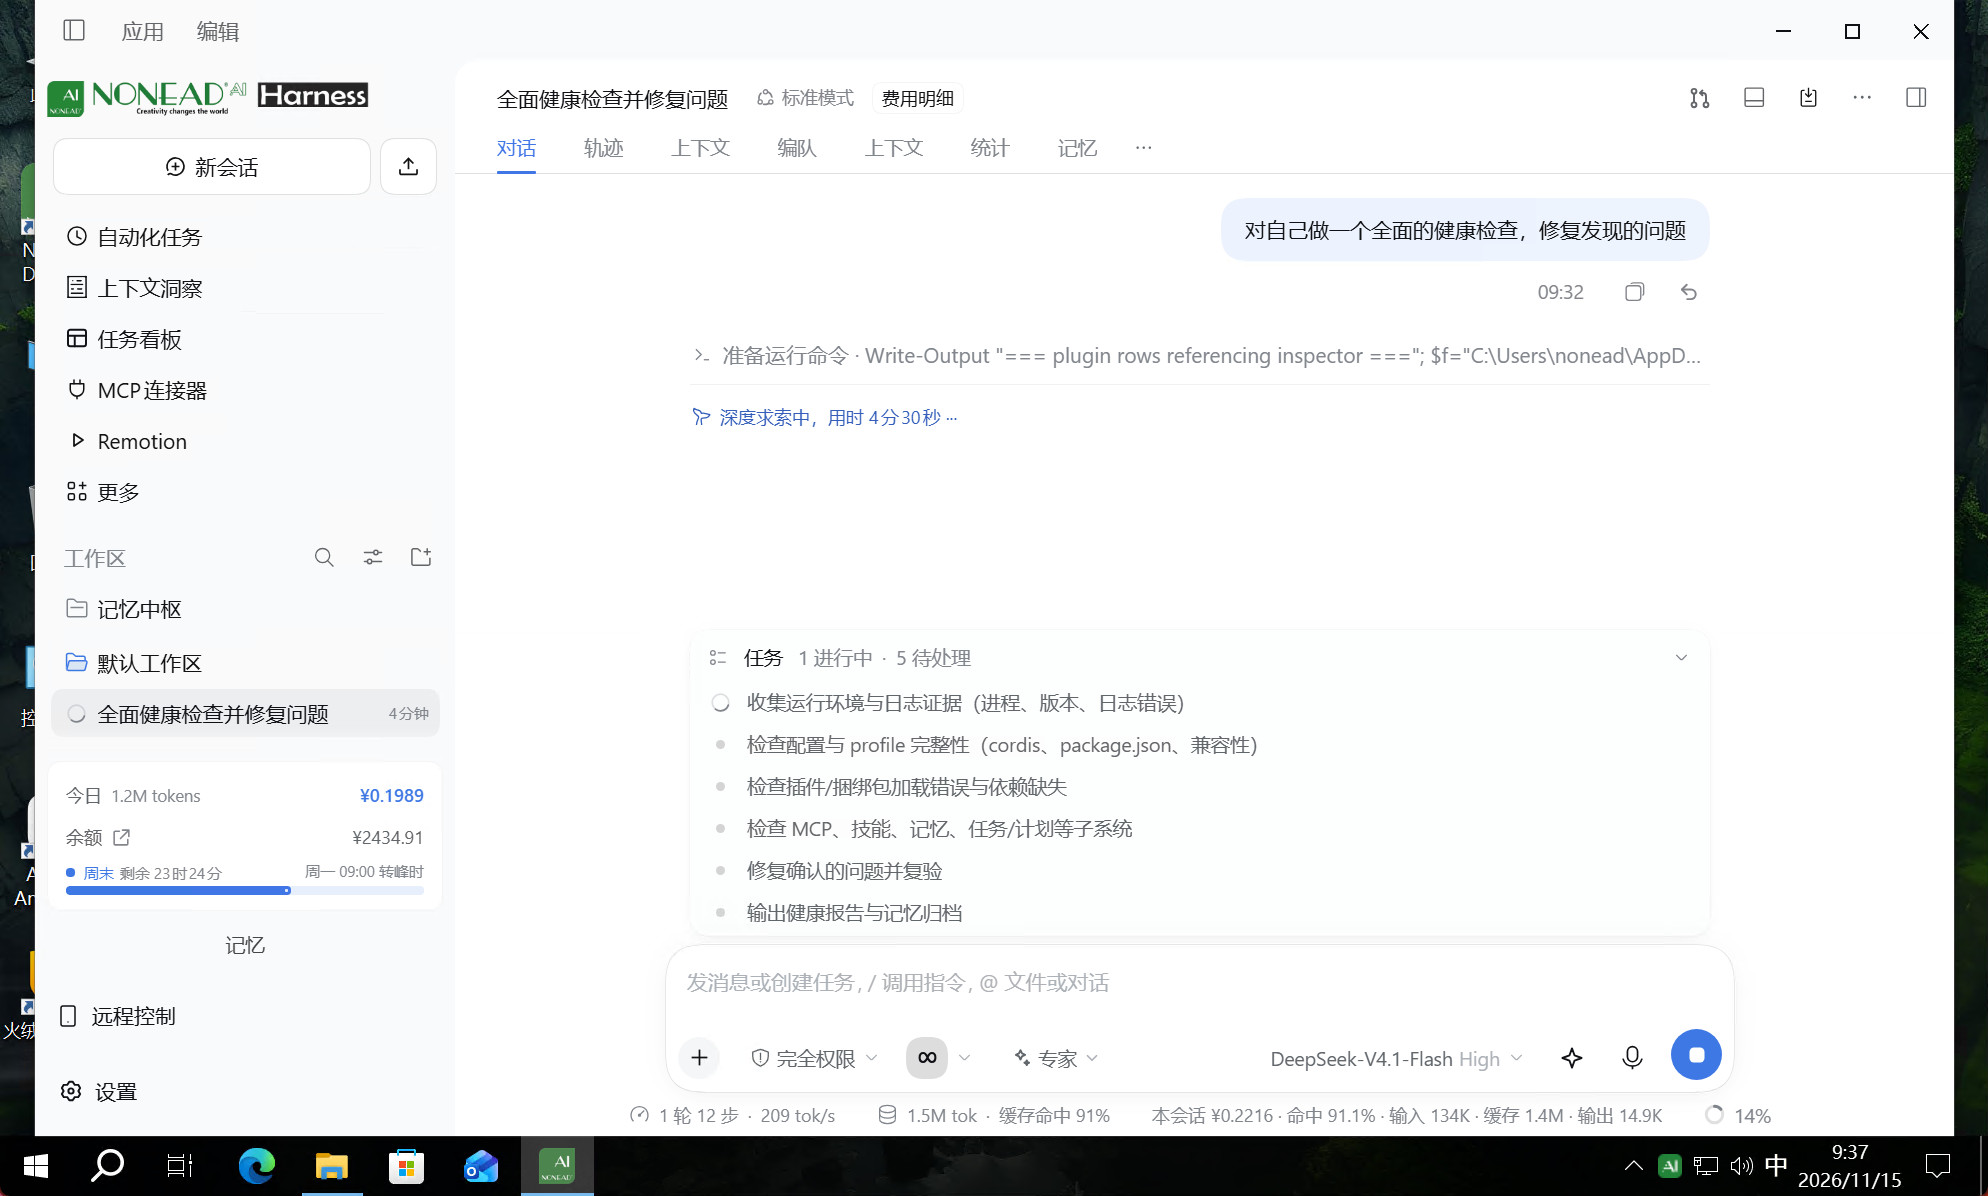 应用 编辑
AI NONEAD NONEAD® AI Harness
Creativity changes the world
新会话
自动化任务
上下文洞察
任务看板
MCP连接器
Remotion
更多
工作区
记忆中枢
默认工作区
全面健康检查并修复问题 4分钟
今日 1.2M tokens ¥0.1989
余额 ¥2434.91
周末 剩余23时24分 周一 09:00 转峰时
记忆
远程控制
设置
全面健康检查并修复问题 标准模式 费用明细
对话 轨迹 上下文 编队 上下文 统计 记忆 ···
对自己做一个全面的健康检查，修复发现的问题
09:32
准备运行命令 · Write-Output "=== plugin rows referencing inspector ==="; $f="C:\Users\nonead\AppD...
深度求索中，用时 4分30秒 ···
任务 1 进行中 · 5 待处理
收集运行环境与日志证据（进程、版本、日志错误）
检查配置与 profile 完整性（cordis、package.json、兼容性）
检查插件/捆绑包加载错误与依赖缺失
检查 MCP、技能、记忆、任务/计划等子系统
修复确认的问题并复验
输出健康报告与记忆归档
发消息或创建任务, / 调用指令, @ 文件或对话
完全权限 专家 DeepSeek-V4.1-Flash High
1 轮 12 步 · 209 tok/s 1.5M tok · 缓存命中 91% 本会话 ¥0.2216 · 命中 91.1% · 输入 134K · 缓存 1.4M · 输出 14.9K 14%
N
D
控
A
An
火绒
AI NONEAD
AI
中
9:37
2026/11/15